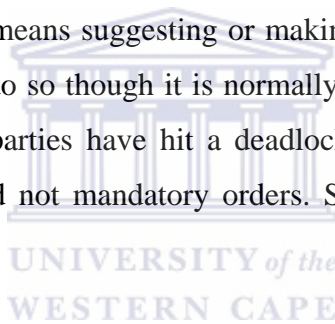 means suggesting or makin
o so though it is normally
parties have hit a deadlock
d not mandatory orders. S
UNIVERSITY of the
WESTERN CAPE